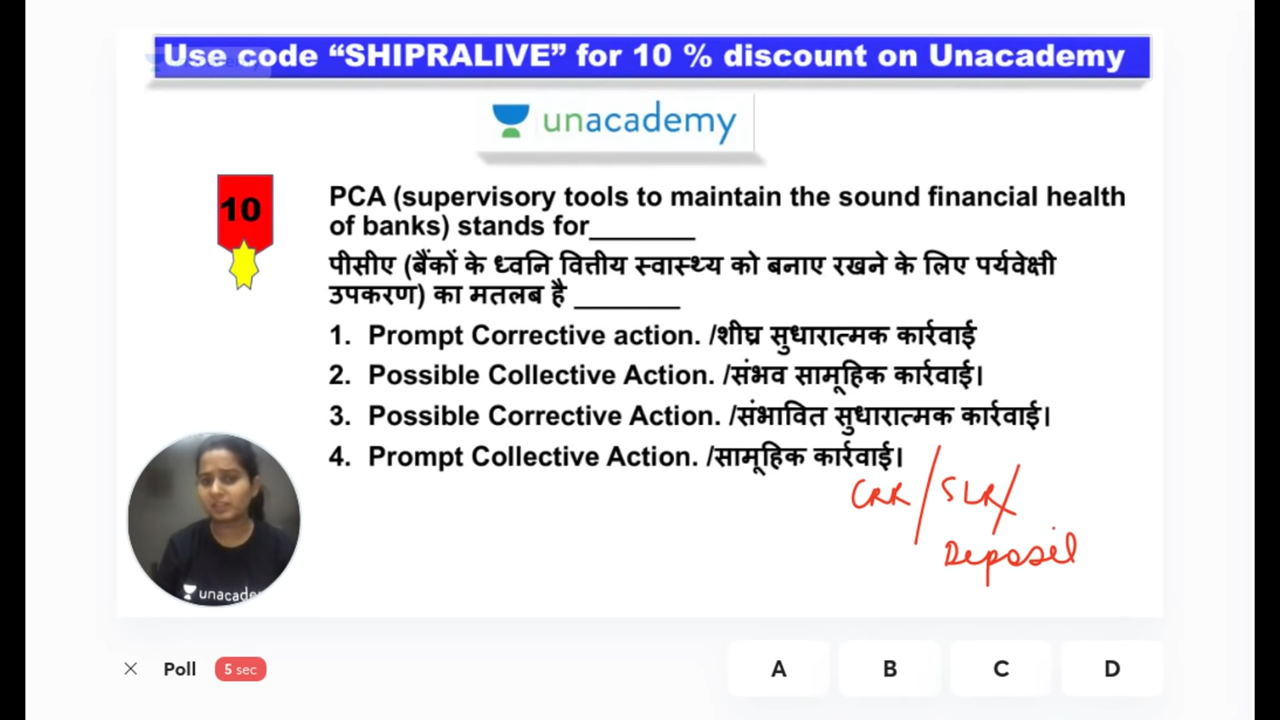 Use code “SHIPRALIVE” for 10 % discount on Unacademy
unacademy
10
PCA (supervisory tools to maintain the sound financial health
of banks) stands for_______
पीसीए (बैंकों के ध्वनि वित्तीय स्वास्थ्य को बनाए रखने के लिए पर्यवेक्षी
उपकरण) का मतलब है _______
1. Prompt Corrective action. /शीघ्र सुधारात्मक कार्रवाई
2. Possible Collective Action. /संभव सामूहिक कार्रवाई।
3. Possible Corrective Action. /संभावित सुधारात्मक कार्रवाई।
4. Prompt Collective Action. /सामूहिक कार्रवाई।
CRR / SLR/
Deposit
unacade
× Poll 5 sec A B C D